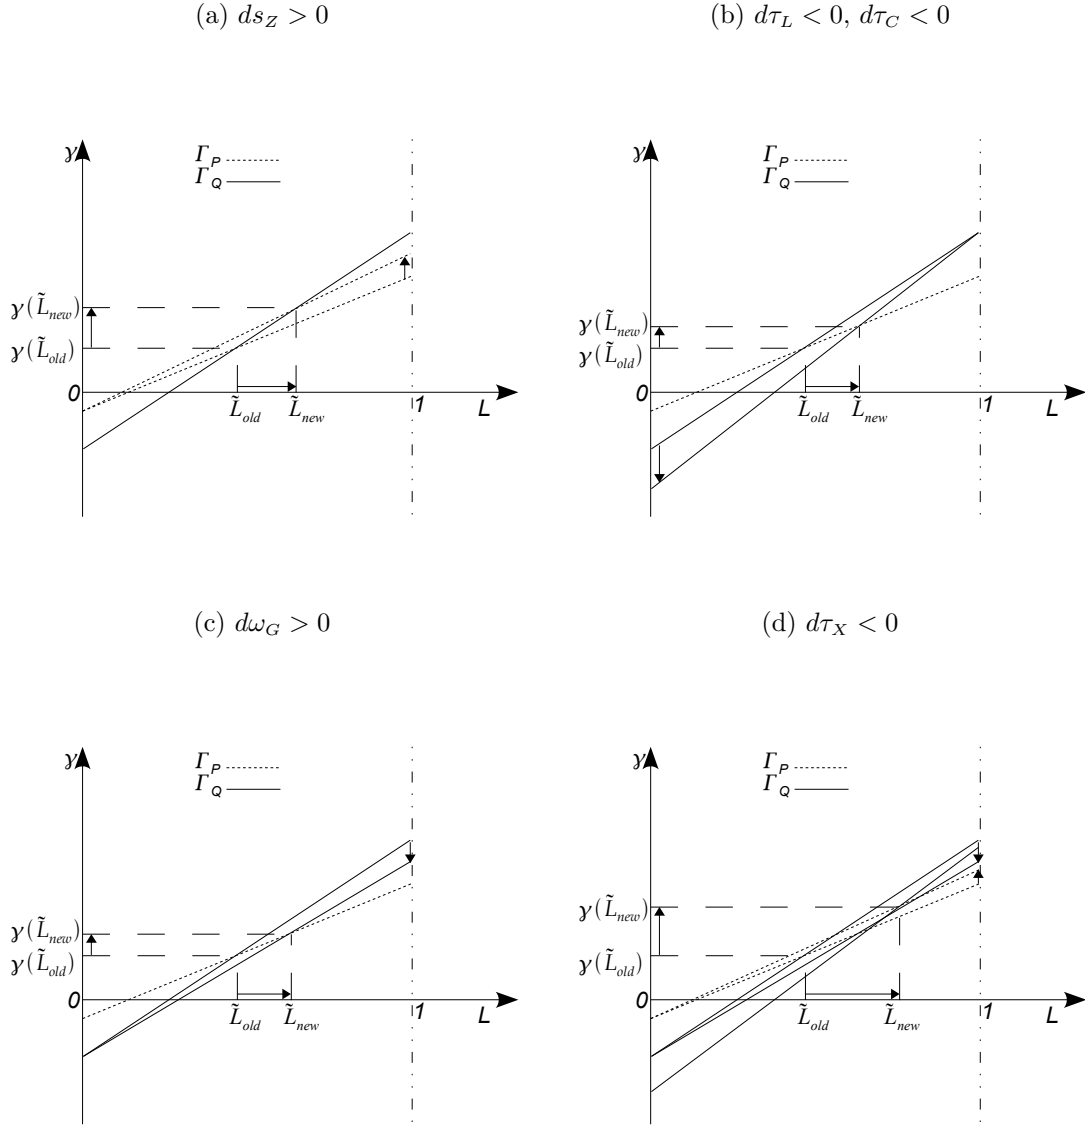 (a) ds_Z > 0
(b) dτ_L < 0, dτ_C < 0
γ
Γ_P
Γ_Q
γ(L̃_new)
γ(L̃_old)
0
L̃_old
L̃_new
1
L
γ
Γ_P
Γ_Q
γ(L̃_new)
γ(L̃_old)
0
L̃_old
L̃_new
1
L
(c) dω_G > 0
(d) dτ_X < 0
γ
Γ_P
Γ_Q
γ(L̃_new)
γ(L̃_old)
0
L̃_old
L̃_new
1
L
γ
Γ_P
Γ_Q
γ(L̃_new)
γ(L̃_old)
0
L̃_old
L̃_new
1
L